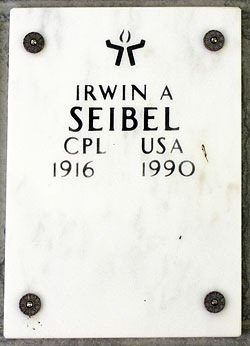 IRWIN A
SEIBEL
CPL USA
1916 1990